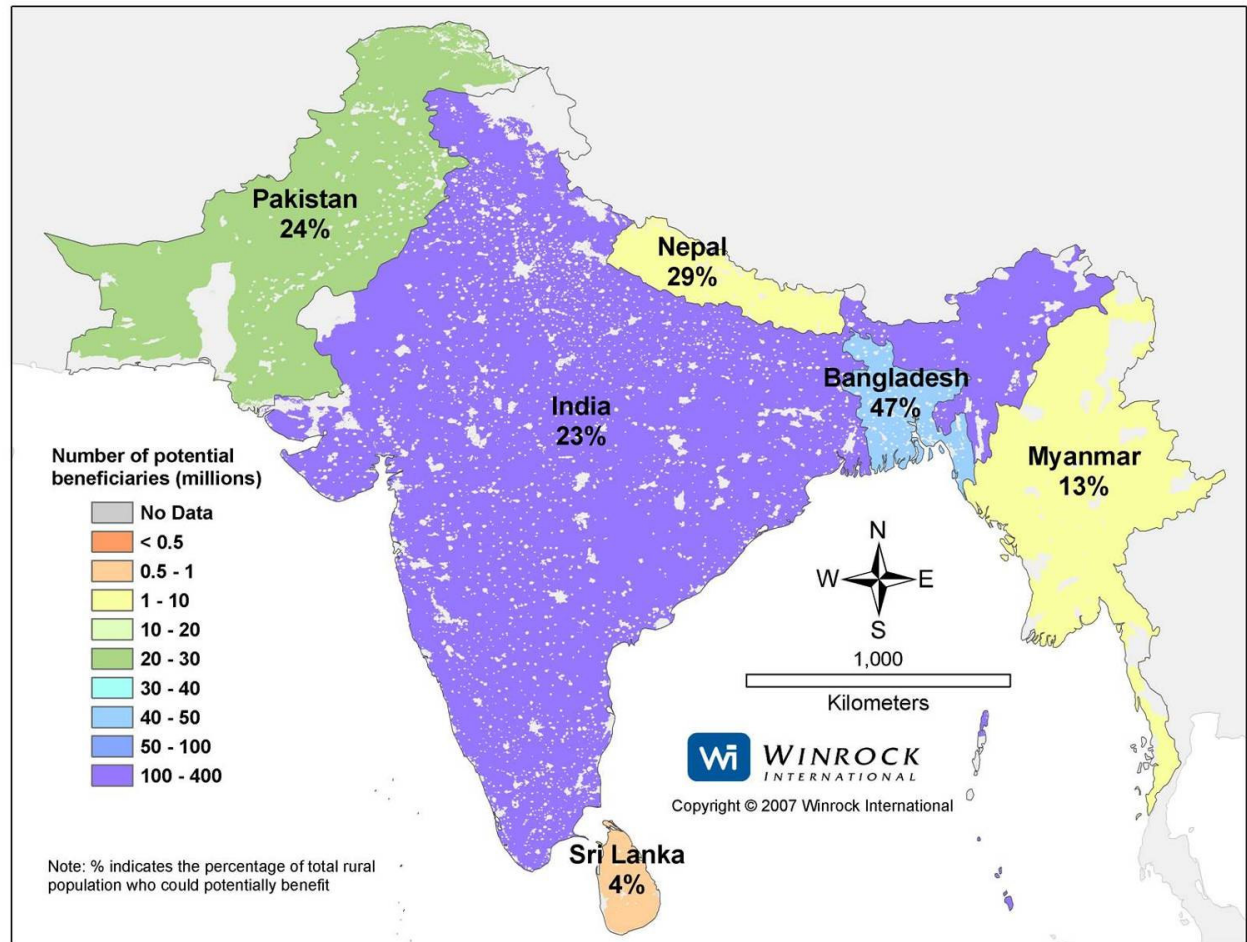 Pakistan
24%
Nepal
29%
India
23%
Bangladesh
47%
Myanmar
13%
Sri Lanka
4%
Number of potential
beneficiaries (millions)
No Data
< 0.5
0.5 - 1
1 - 10
10 - 20
20 - 30
30 - 40
40 - 50
50 - 100
100 - 400
N
W E
S
1,000
Kilometers
Wi WINROCK
INTERNATIONAL
Copyright © 2007 Winrock International
Note: % indicates the percentage of total rural
population who could potentially benefit